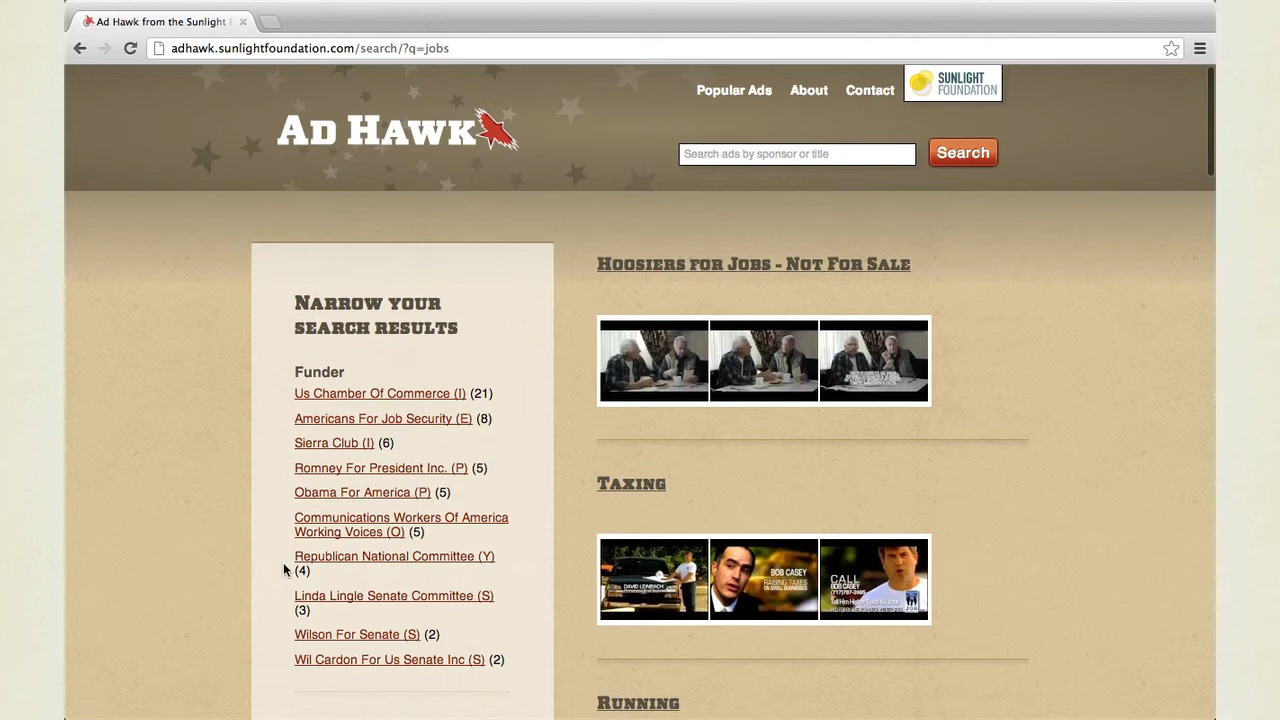 Ad Hawk from the Sunlight F
adhawk.sunlightfoundation.com/search/?q=jobs
Popular Ads About Contact
SUNLIGHT
FOUNDATION
AD HAWK
Search ads by sponsor or title
Search
NARROW YOUR
SEARCH RESULTS
Funder
Us Chamber Of Commerce (I) (21)
Americans For Job Security (E) (8)
Sierra Club (I) (6)
Romney For President Inc. (P) (5)
Obama For America (P) (5)
Communications Workers Of America
Working Voices (O) (5)
Republican National Committee (Y)
(4)
Linda Lingle Senate Committee (S)
(3)
Wilson For Senate (S) (2)
Wil Cardon For Us Senate Inc (S) (2)
HOOSIERS FOR JOBS - NOT FOR SALE
TAXING
DAVID LEINBACH
BOB CASEY
RAISING TAXES
ON SMALL BUSINESSES
CALL
BOB CASEY
RUNNING